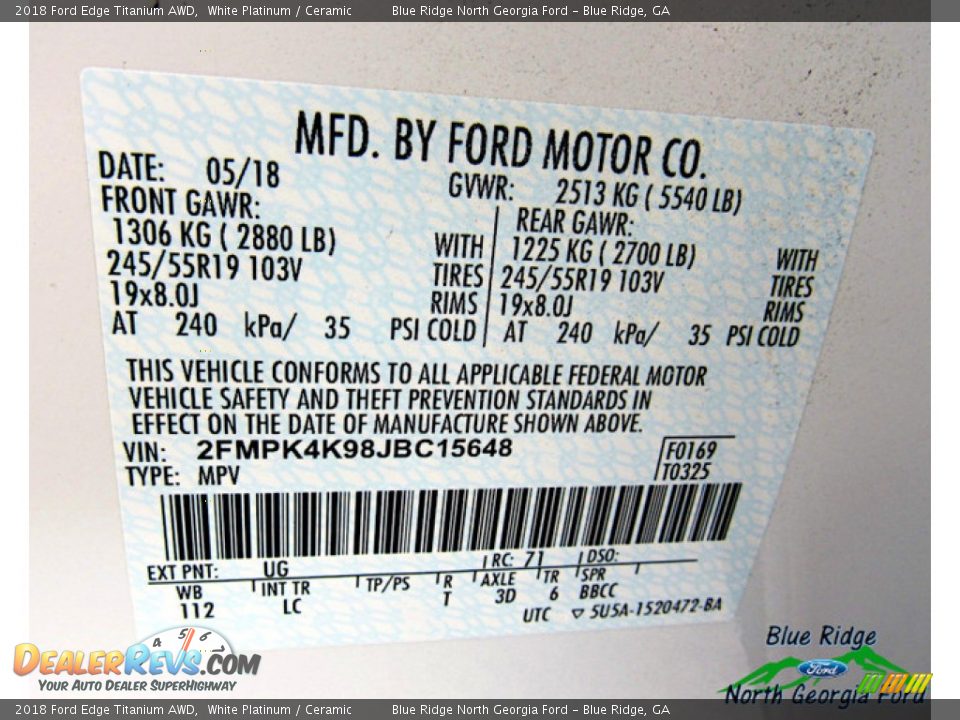 2018 Ford Edge Titanium AWD, White Platinum / Ceramic Blue Ridge North Georgia Ford - Blue Ridge, GA
MFD. BY FORD MOTOR CO.
DATE: 05/18 GVWR: 2513 KG ( 5540 LB)
FRONT GAWR: REAR GAWR:
1306 KG ( 2880 LB) WITH 1225 KG ( 2700 LB) WITH
245/55R19 103V TIRES 245/55R19 103V TIRES
19x8.0J RIMS 19x8.0J RIMS
AT 240 kPa/ 35 PSI COLD AT 240 kPa/ 35 PSI COLD
THIS VEHICLE CONFORMS TO ALL APPLICABLE FEDERAL MOTOR
VEHICLE SAFETY AND THEFT PREVENTION STANDARDS IN
EFFECT ON THE DATE OF MANUFACTURE SHOWN ABOVE.
VIN: 2FMPK4K98JBC15648 F0169
TYPE: MPV T0325
EXT PNT: UG RC: 71 DSO:
WB INT TR TP/PS R AXLE TR SPR
112 LC T 3D 6 BBCC
UTC ▽ 5U5A-1520472-BA
4 5 6 7
DEALERREVS.COM
YOUR AUTO DEALER SUPERHIGHWAY
Blue Ridge
Ford
North Georgia Ford
2018 Ford Edge Titanium AWD, White Platinum / Ceramic Blue Ridge North Georgia Ford - Blue Ridge, GA